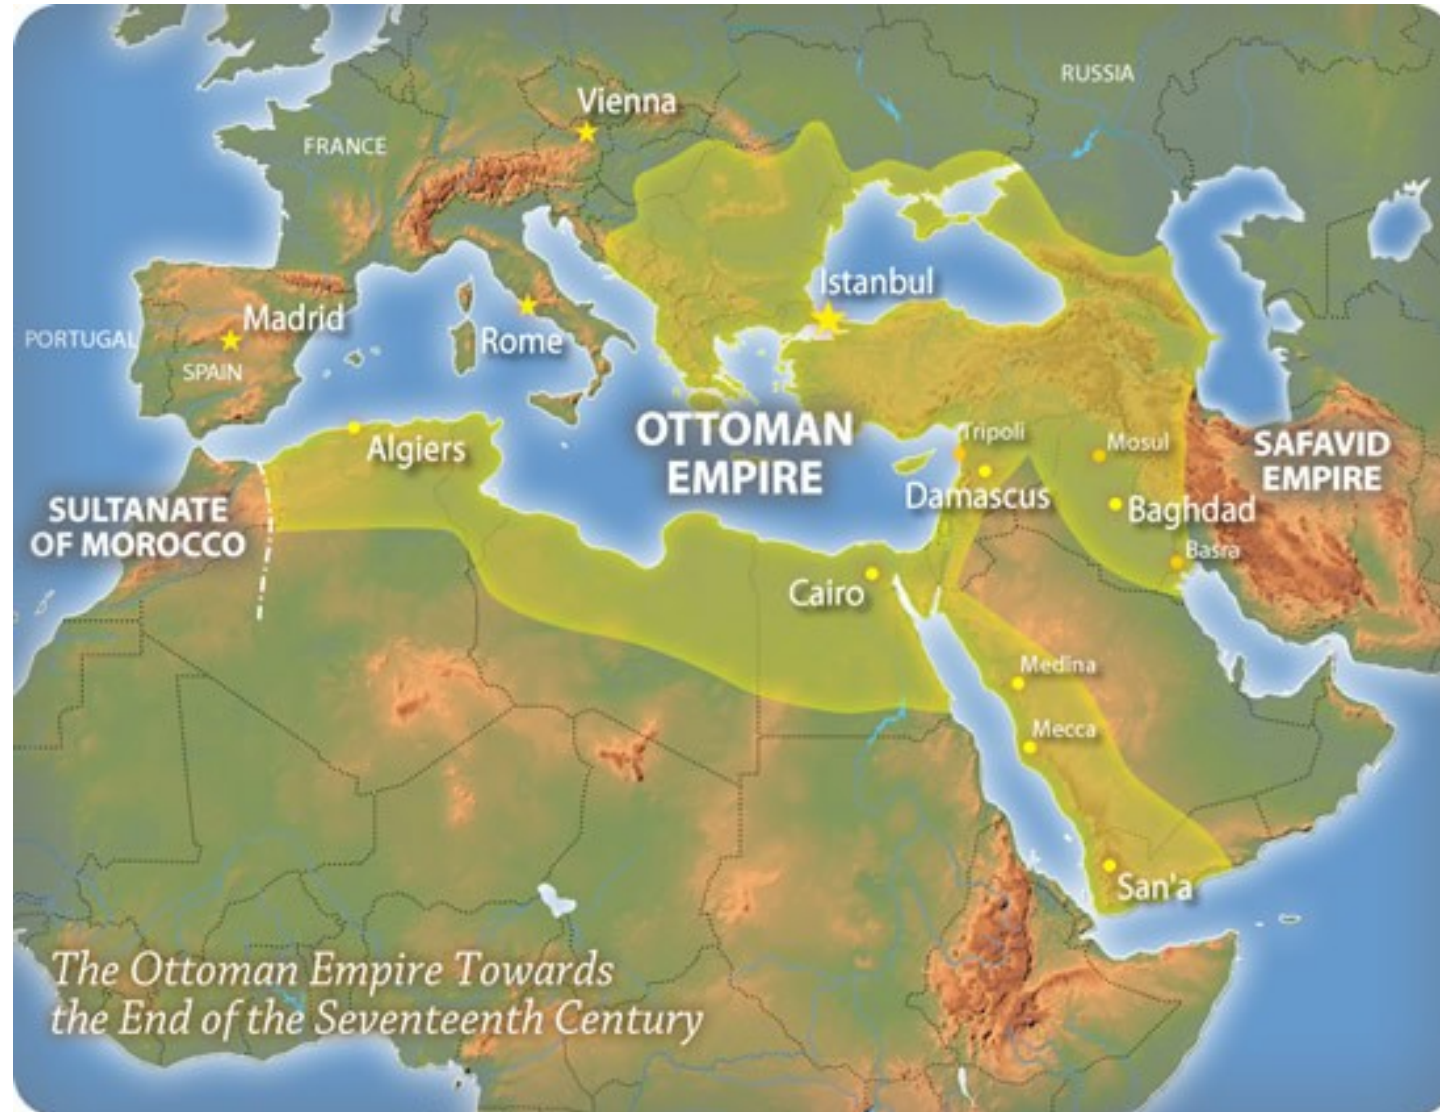 RUSSIA
Vienna
FRANCE
Istanbul
Madrid
PORTUGAL
Rome
SPAIN
OTTOMAN
EMPIRE
Tripoli
Mosul
SAFAVID
EMPIRE
Algiers
Damascus
Baghdad
SULTANATE
OF MOROCCO
Basra
Cairo
Medina
Mecca
San'a
The Ottoman Empire Towards
the End of the Seventeenth Century